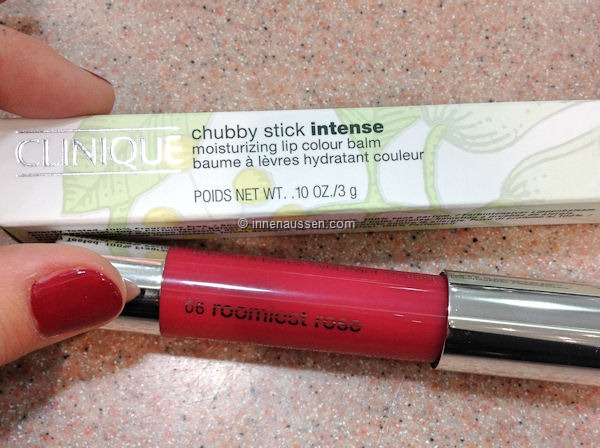 CLINIQUE
chubby stick intense
moisturizing lip colour balm
baume à lèvres hydratant couleur
POIDS NET WT. .10 OZ./3 g
© innenaussen.com
06 roomiest rose